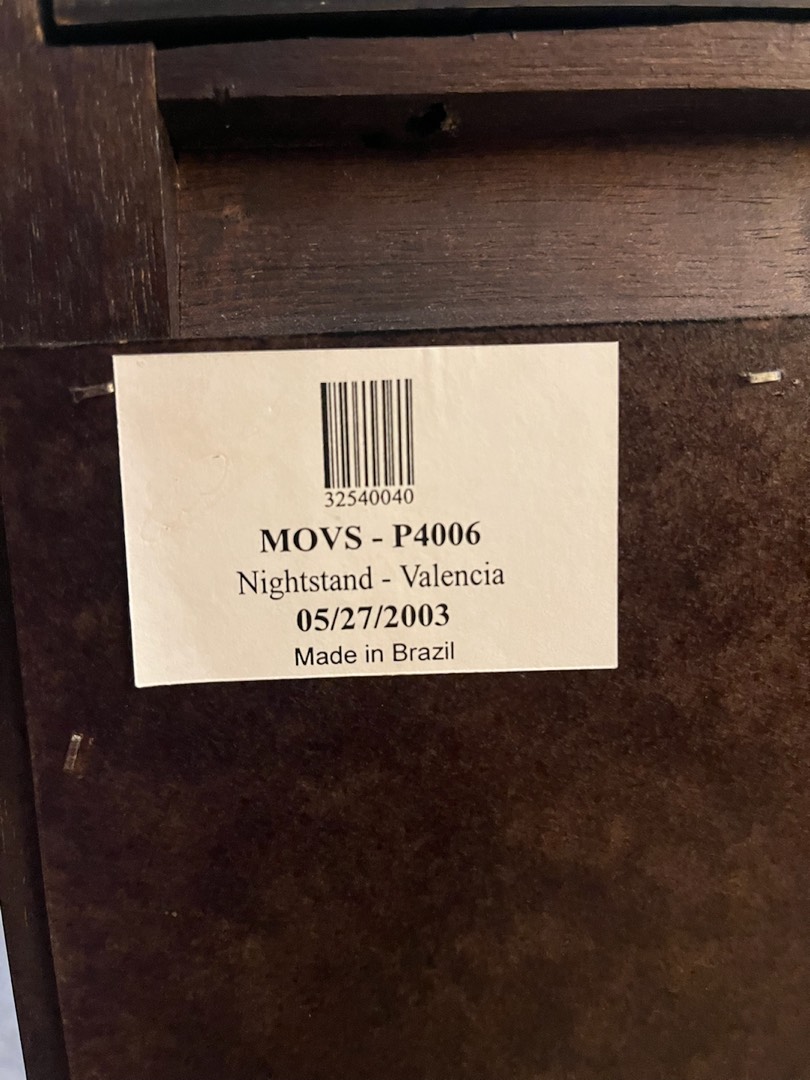 32540040
MOVS - P4006
Nightstand - Valencia
05/27/2003
Made in Brazil